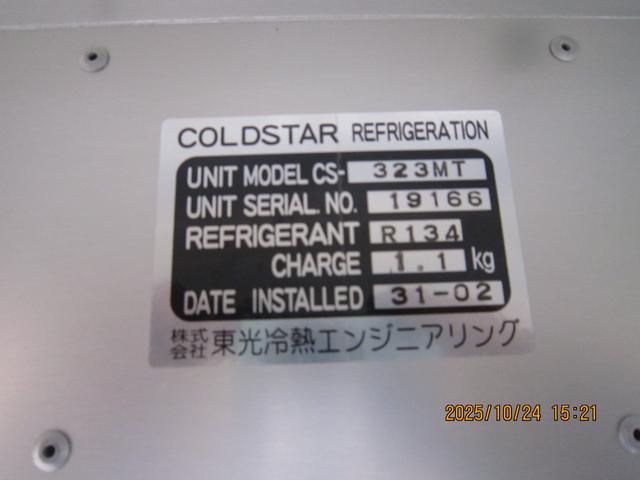 COLDSTAR REFRIGERATION
UNIT MODEL CS- 323MT
UNIT SERIAL. NO. 19166
REFRIGERANT R134
CHARGE 1.1 kg
DATE INSTALLED 31-02
株式会社 東光冷熱エンジニアリング
2025/10/24 15:21